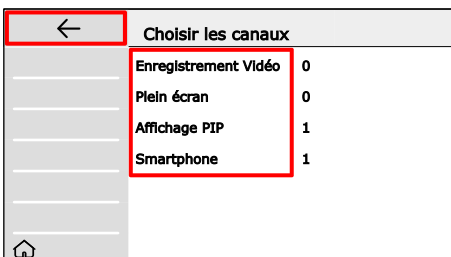 Choisir les canaux
Enregistrement Vidéo 0
Plein écran 0
Affichage PIP 1
Smartphone 1